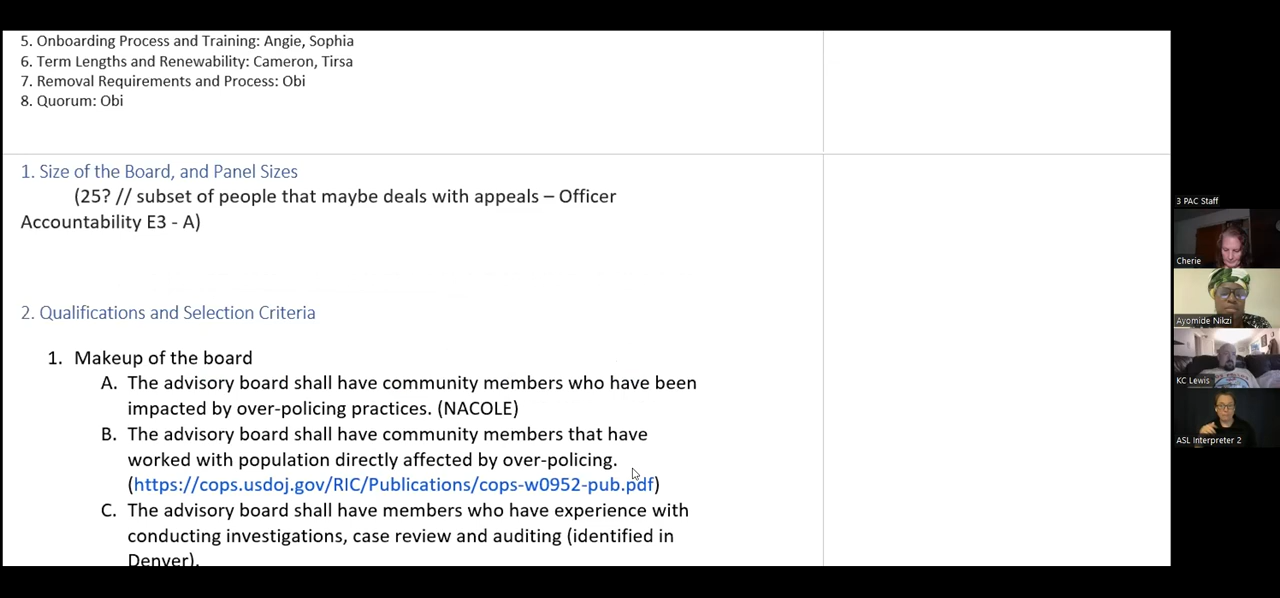 5. Onboarding Process and Training: Angie, Sophia
6. Term Lengths and Renewability: Cameron, Tirsa
7. Removal Requirements and Process: Obi
8. Quorum: Obi
1. Size of the Board, and Panel Sizes
(25? // subset of people that maybe deals with appeals – Officer
Accountability E3 - A)
2. Qualifications and Selection Criteria
1. Makeup of the board
A. The advisory board shall have community members who have been
impacted by over-policing practices. (NACOLE)
B. The advisory board shall have community members that have
worked with population directly affected by over-policing.
(https://cops.usdoj.gov/RIC/Publications/cops-w0952-pub.pdf)
C. The advisory board shall have members who have experience with
conducting investigations, case review and auditing (identified in
Denver).
3 PAC Staff
Cherie
Ayomide Nikzi
KC Lewis
ASL Interpreter 2